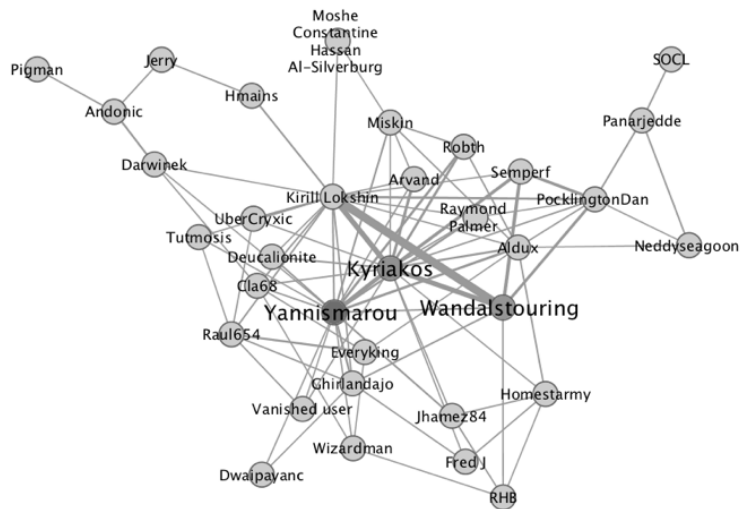 Moshe
Constantine
Hassan
Al-Silverburg
SOCL
Jerry
Pigman
Hmains
Andonic
Miskin
Panarjedde
Robth
Darwinek
Semperf
Arvand
Kirill Lokshin
PocklingtonDan
Raymond
Palmer
UberCryxic
Tutmosis
Aldux
Neddyseagoon
Deucalionite
Kyriakos
Cla68
Wandalstouring
Yannismarou
Raul654
Everyking
Ghirlandajo
Homestarmy
Vanished user
Jhamez84
Wizardman
Fred J
Dwaipayanc
RHB